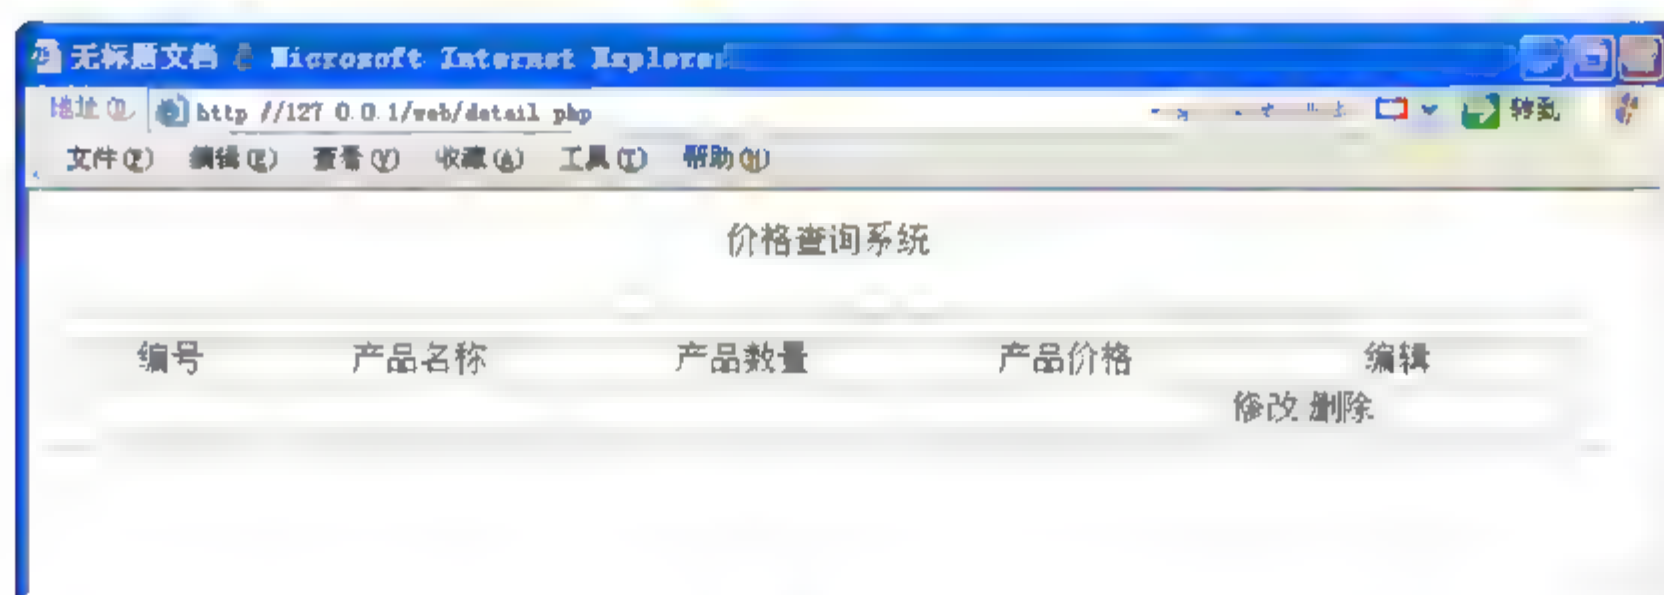 无标题文档 Microsoft Internet Explorer
地址(D) http //127 0.0.1/web/detail php 转到
文件(F) 编辑(E) 查看(V) 收藏(A) 工具(T) 帮助(H)
价格查询系统
编号 产品名称 产品数量 产品价格 编辑
修改 删除